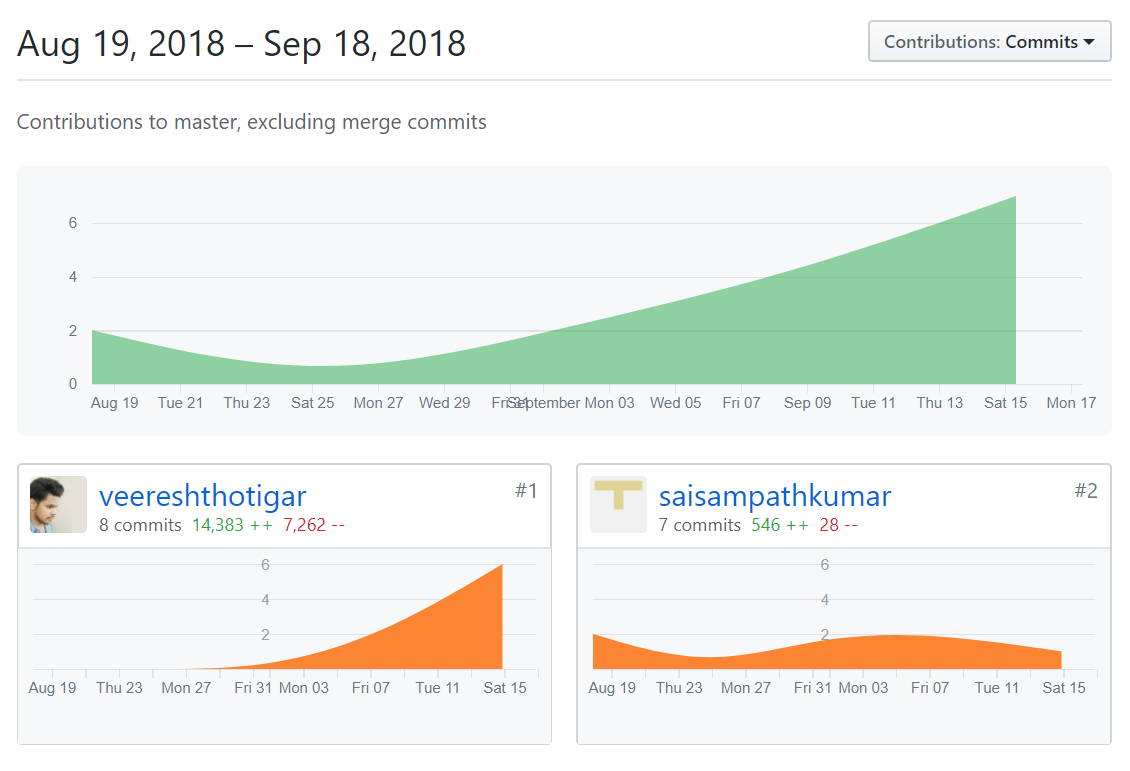 Aug 19, 2018 – Sep 18, 2018
Contributions: Commits
Contributions to master, excluding merge commits
6
4
2
0
Aug 19 Tue 21 Thu 23 Sat 25 Mon 27 Wed 29 Fri 31 September Mon 03 Wed 05 Fri 07 Sep 09 Tue 11 Thu 13 Sat 15 Mon 17
veereshthotigar #1
8 commits 14,383 ++ 7,262 --
6
4
2
Aug 19 Thu 23 Mon 27 Fri 31 Mon 03 Fri 07 Tue 11 Sat 15
saisampathkumar #2
7 commits 546 ++ 28 --
6
4
2
Aug 19 Thu 23 Mon 27 Fri 31 Mon 03 Fri 07 Tue 11 Sat 15